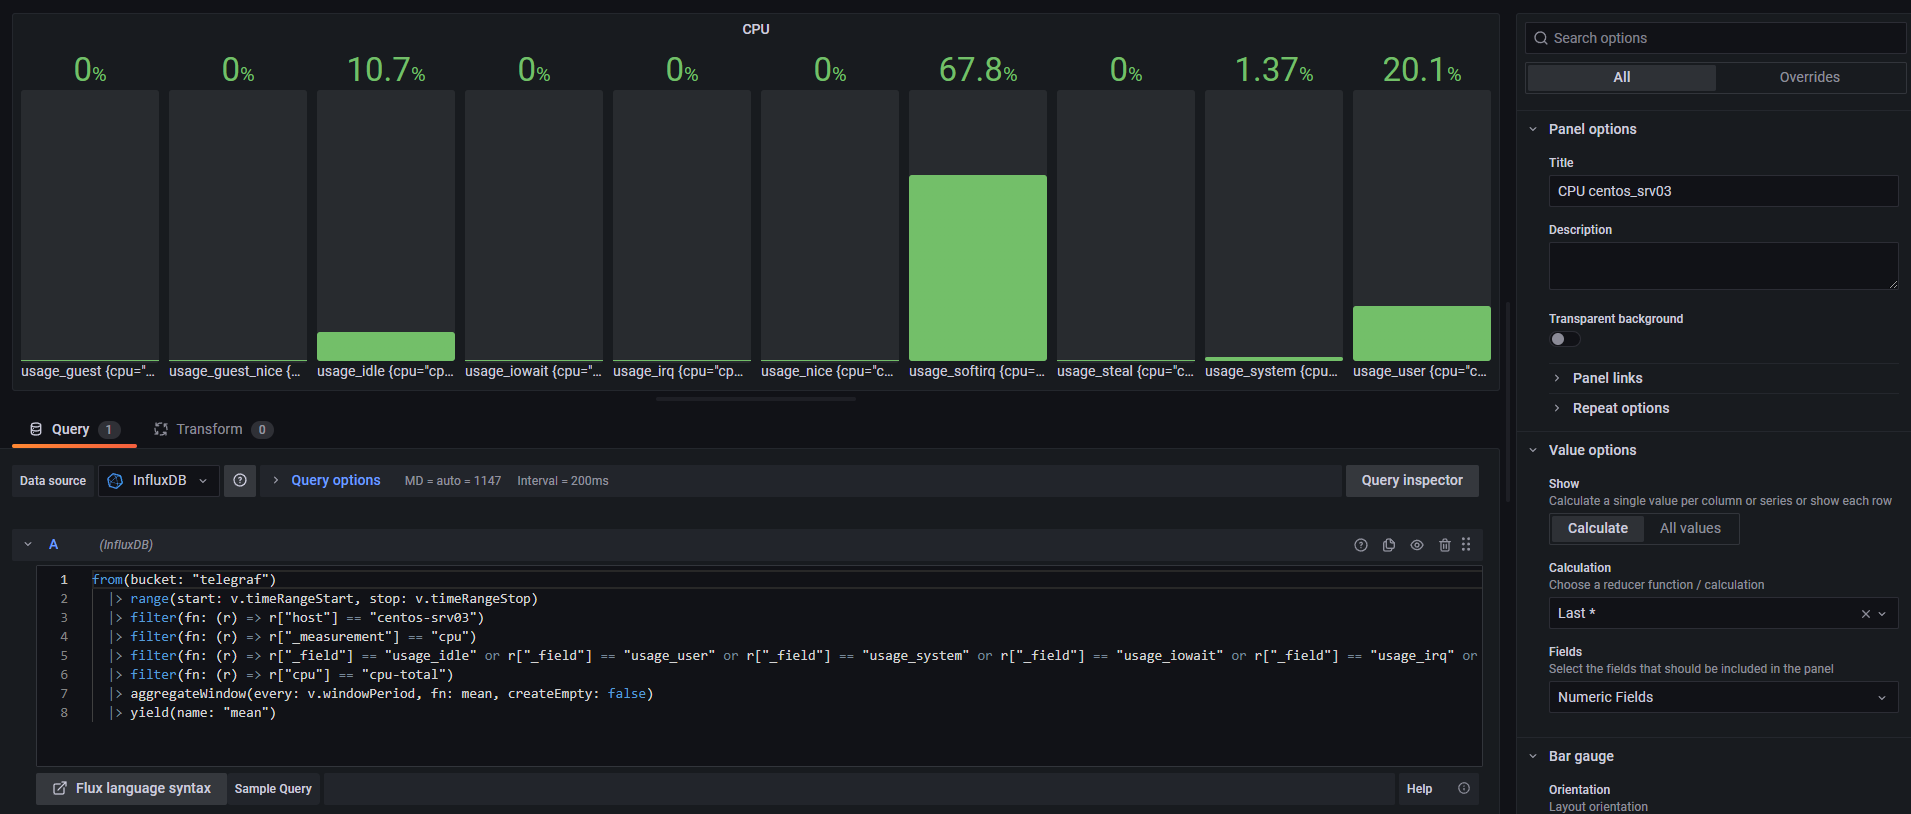 CPU
0%
0%
10.7%
0%
0%
0%
67.8%
0%
1.37%
20.1%
usage_guest {cpu="...
usage_guest_nice {...
usage_idle {cpu="cp...
usage_iowait {cpu="...
usage_irq {cpu="cp...
usage_nice {cpu="c...
usage_softirq {cpu=...
usage_steal {cpu="c...
usage_system {cpu...
usage_user {cpu="c...
Query 1
Transform 0
Data source
InfluxDB
Query options
MD = auto = 1147
Interval = 200ms
Query inspector
A
(InfluxDB)
1 from(bucket: "telegraf")
2 |> range(start: v.timeRangeStart, stop: v.timeRangeStop)
3 |> filter(fn: (r) => r["host"] == "centos-srv03")
4 |> filter(fn: (r) => r["_measurement"] == "cpu")
5 |> filter(fn: (r) => r["_field"] == "usage_idle" or r["_field"] == "usage_user" or r["_field"] == "usage_system" or r["_field"] == "usage_iowait" or r["_field"] == "usage_irq" or
6 |> filter(fn: (r) => r["cpu"] == "cpu-total")
7 |> aggregateWindow(every: v.windowPeriod, fn: mean, createEmpty: false)
8 |> yield(name: "mean")
Flux language syntax
Sample Query
Help
Search options
All
Overrides
Panel options
Title
CPU centos_srv03
Description
Transparent background
Panel links
Repeat options
Value options
Show
Calculate a single value per column or series or show each row
Calculate
All values
Calculation
Choose a reducer function / calculation
Last *
Fields
Select the fields that should be included in the panel
Numeric Fields
Bar gauge
Orientation
Layout orientation